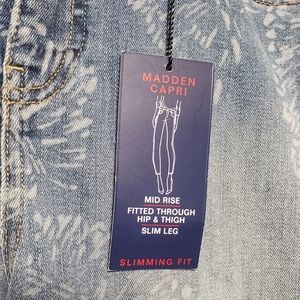 MADDEN
CAPRI
MID RISE
FITTED THROUGH
HIP & THIGH
SLIM LEG
SLIMMING FIT